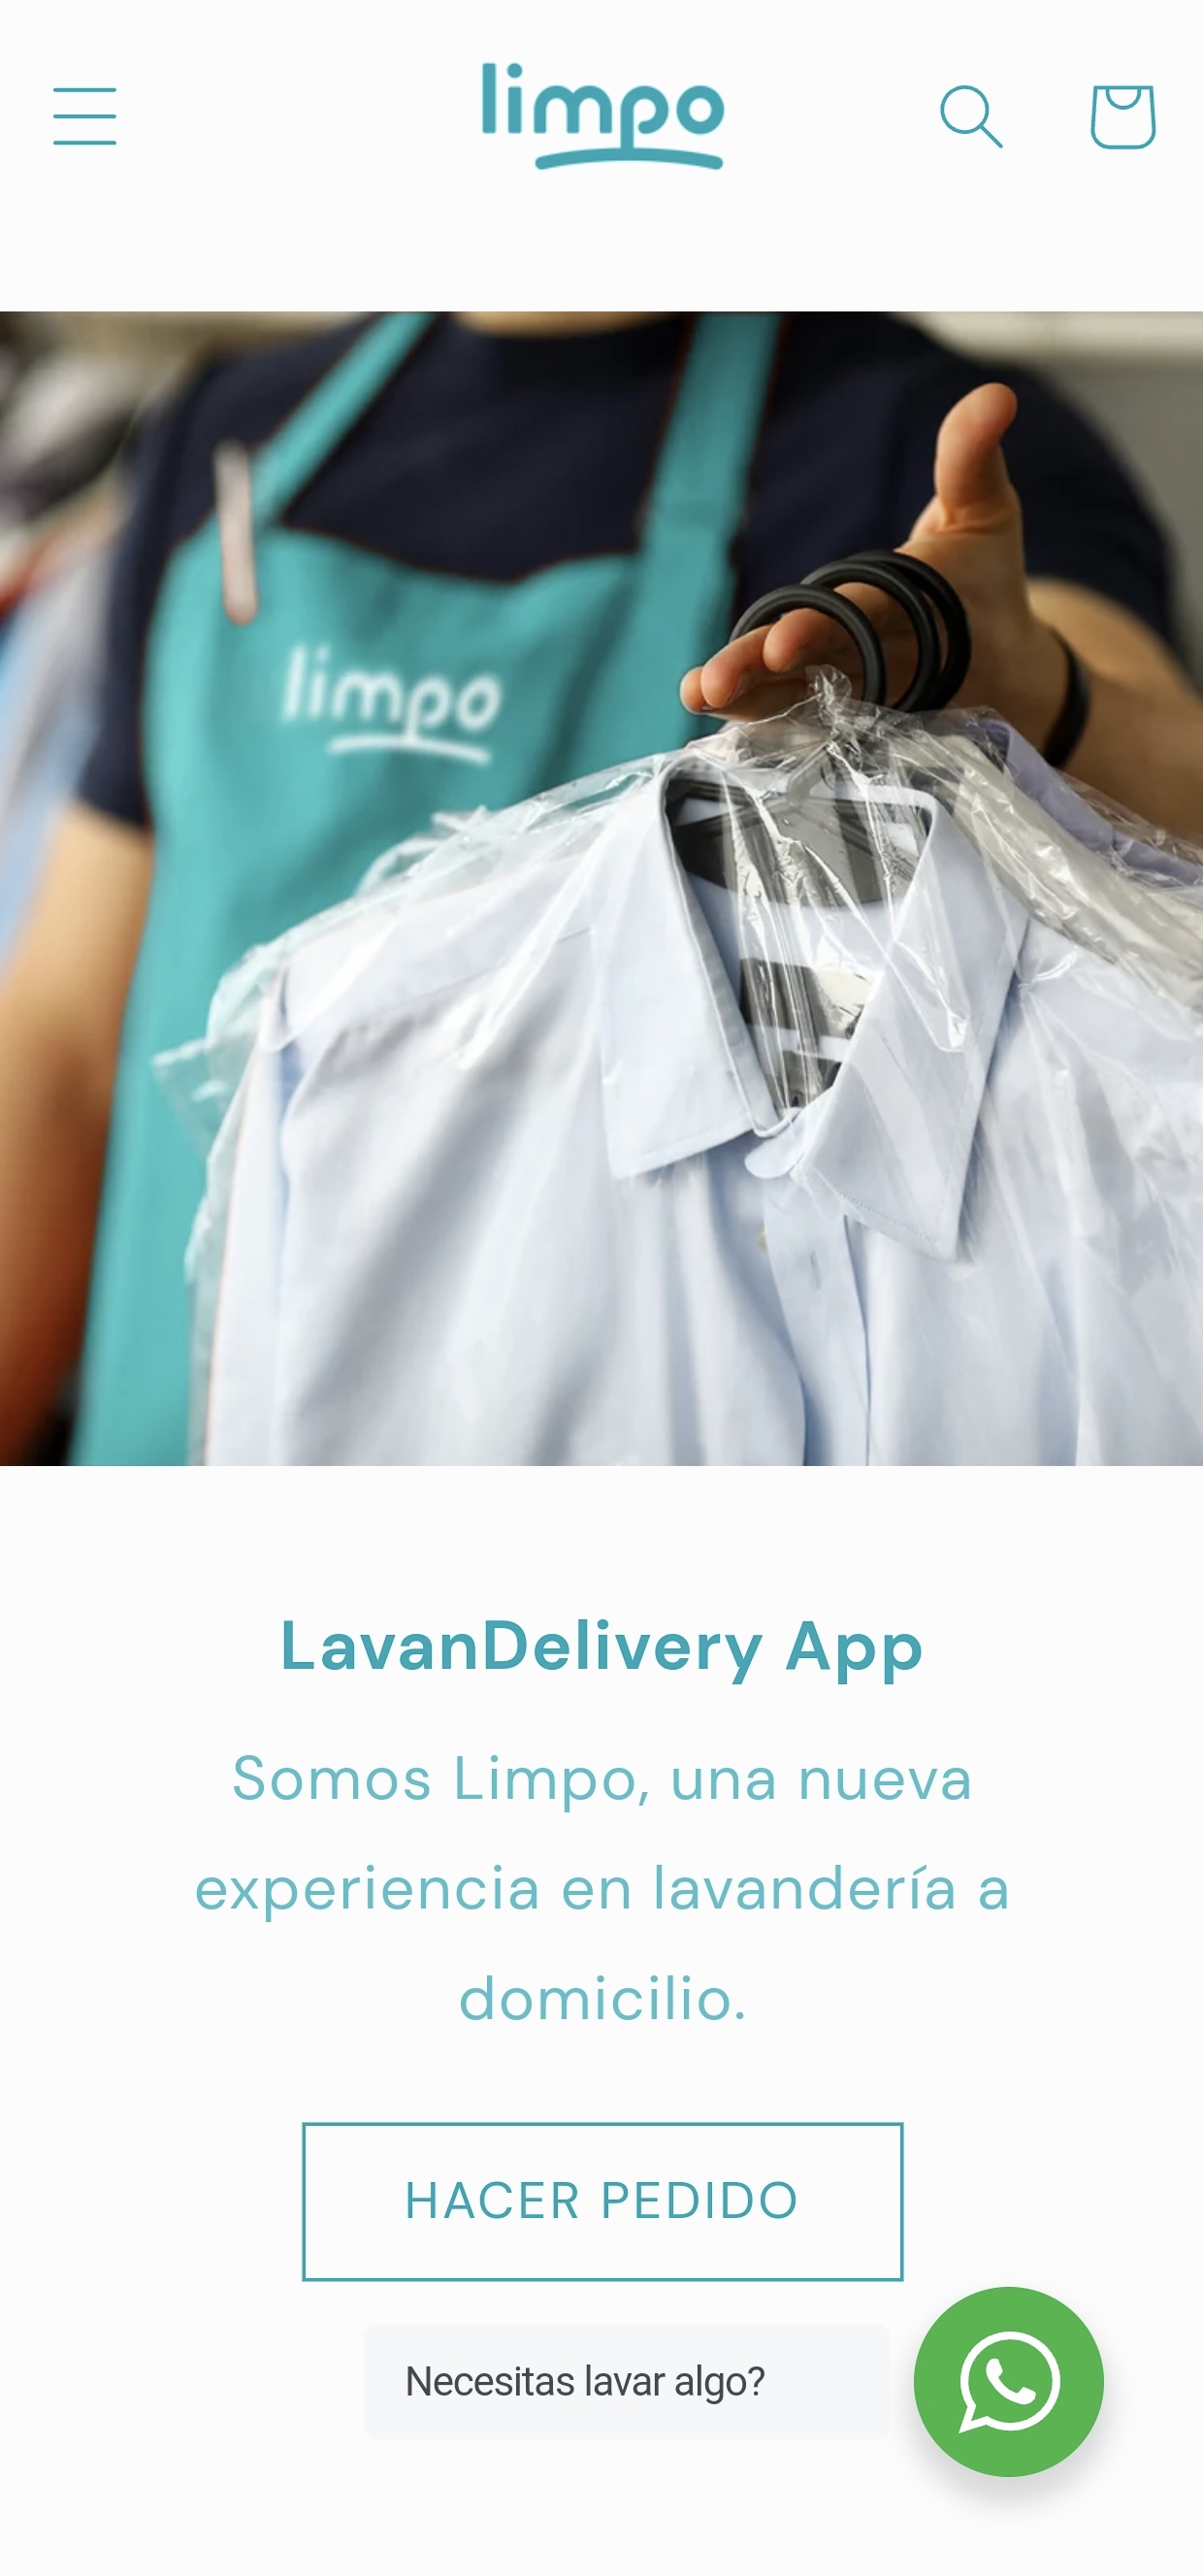 limpo
limpo
LavanDelivery App
Somos Limpo, una nueva
experiencia en lavandería a
domicilio.
HACER PEDIDO
Necesitas lavar algo?